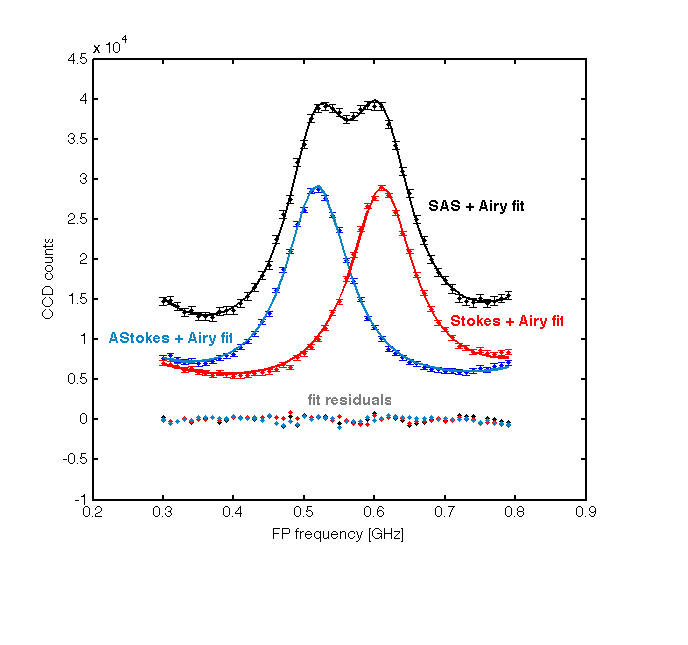 x 10^4
4.5
4
3.5
3
2.5
2
1.5
1
0.5
0
-0.5
-1
SAS + Airy fit
Stokes + Airy fit
AStokes + Airy fit
fit residuals
CCD counts
0.2 0.3 0.4 0.5 0.6 0.7 0.8 0.9
FP frequency [GHz]